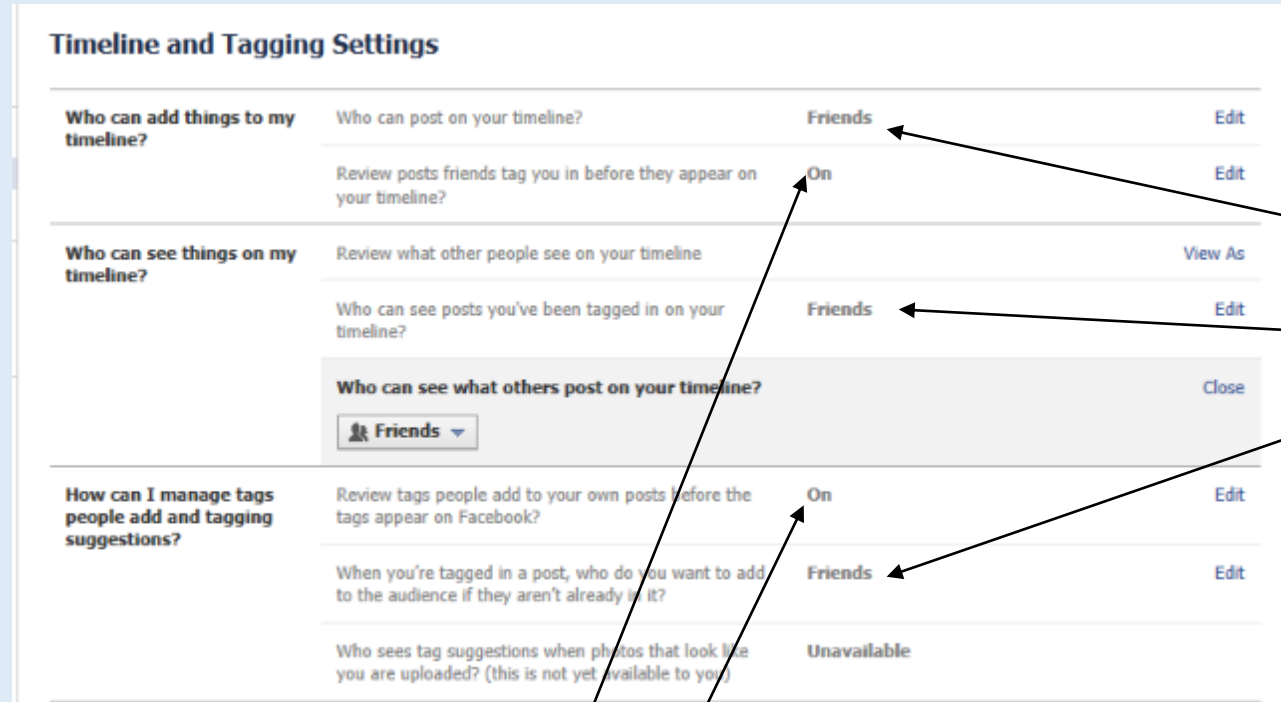 Timeline and Tagging Settings
Who can add things to my
timeline?
Who can post on your timeline?
Friends
Edit
Review posts friends tag you in before they appear on
your timeline?
On
Edit
Who can see things on my
timeline?
Review what other people see on your timeline
View As
Who can see posts you've been tagged in on your
timeline?
Friends
Edit
Who can see what others post on your timeline?
Close
Friends
How can I manage tags
people add and tagging
suggestions?
Review tags people add to your own posts before the
tags appear on Facebook?
On
Edit
When you're tagged in a post, who do you want to add
to the audience if they aren't already in it?
Friends
Edit
Who sees tag suggestions when photos that look like
you are uploaded? (this is not yet available to you)
Unavailable